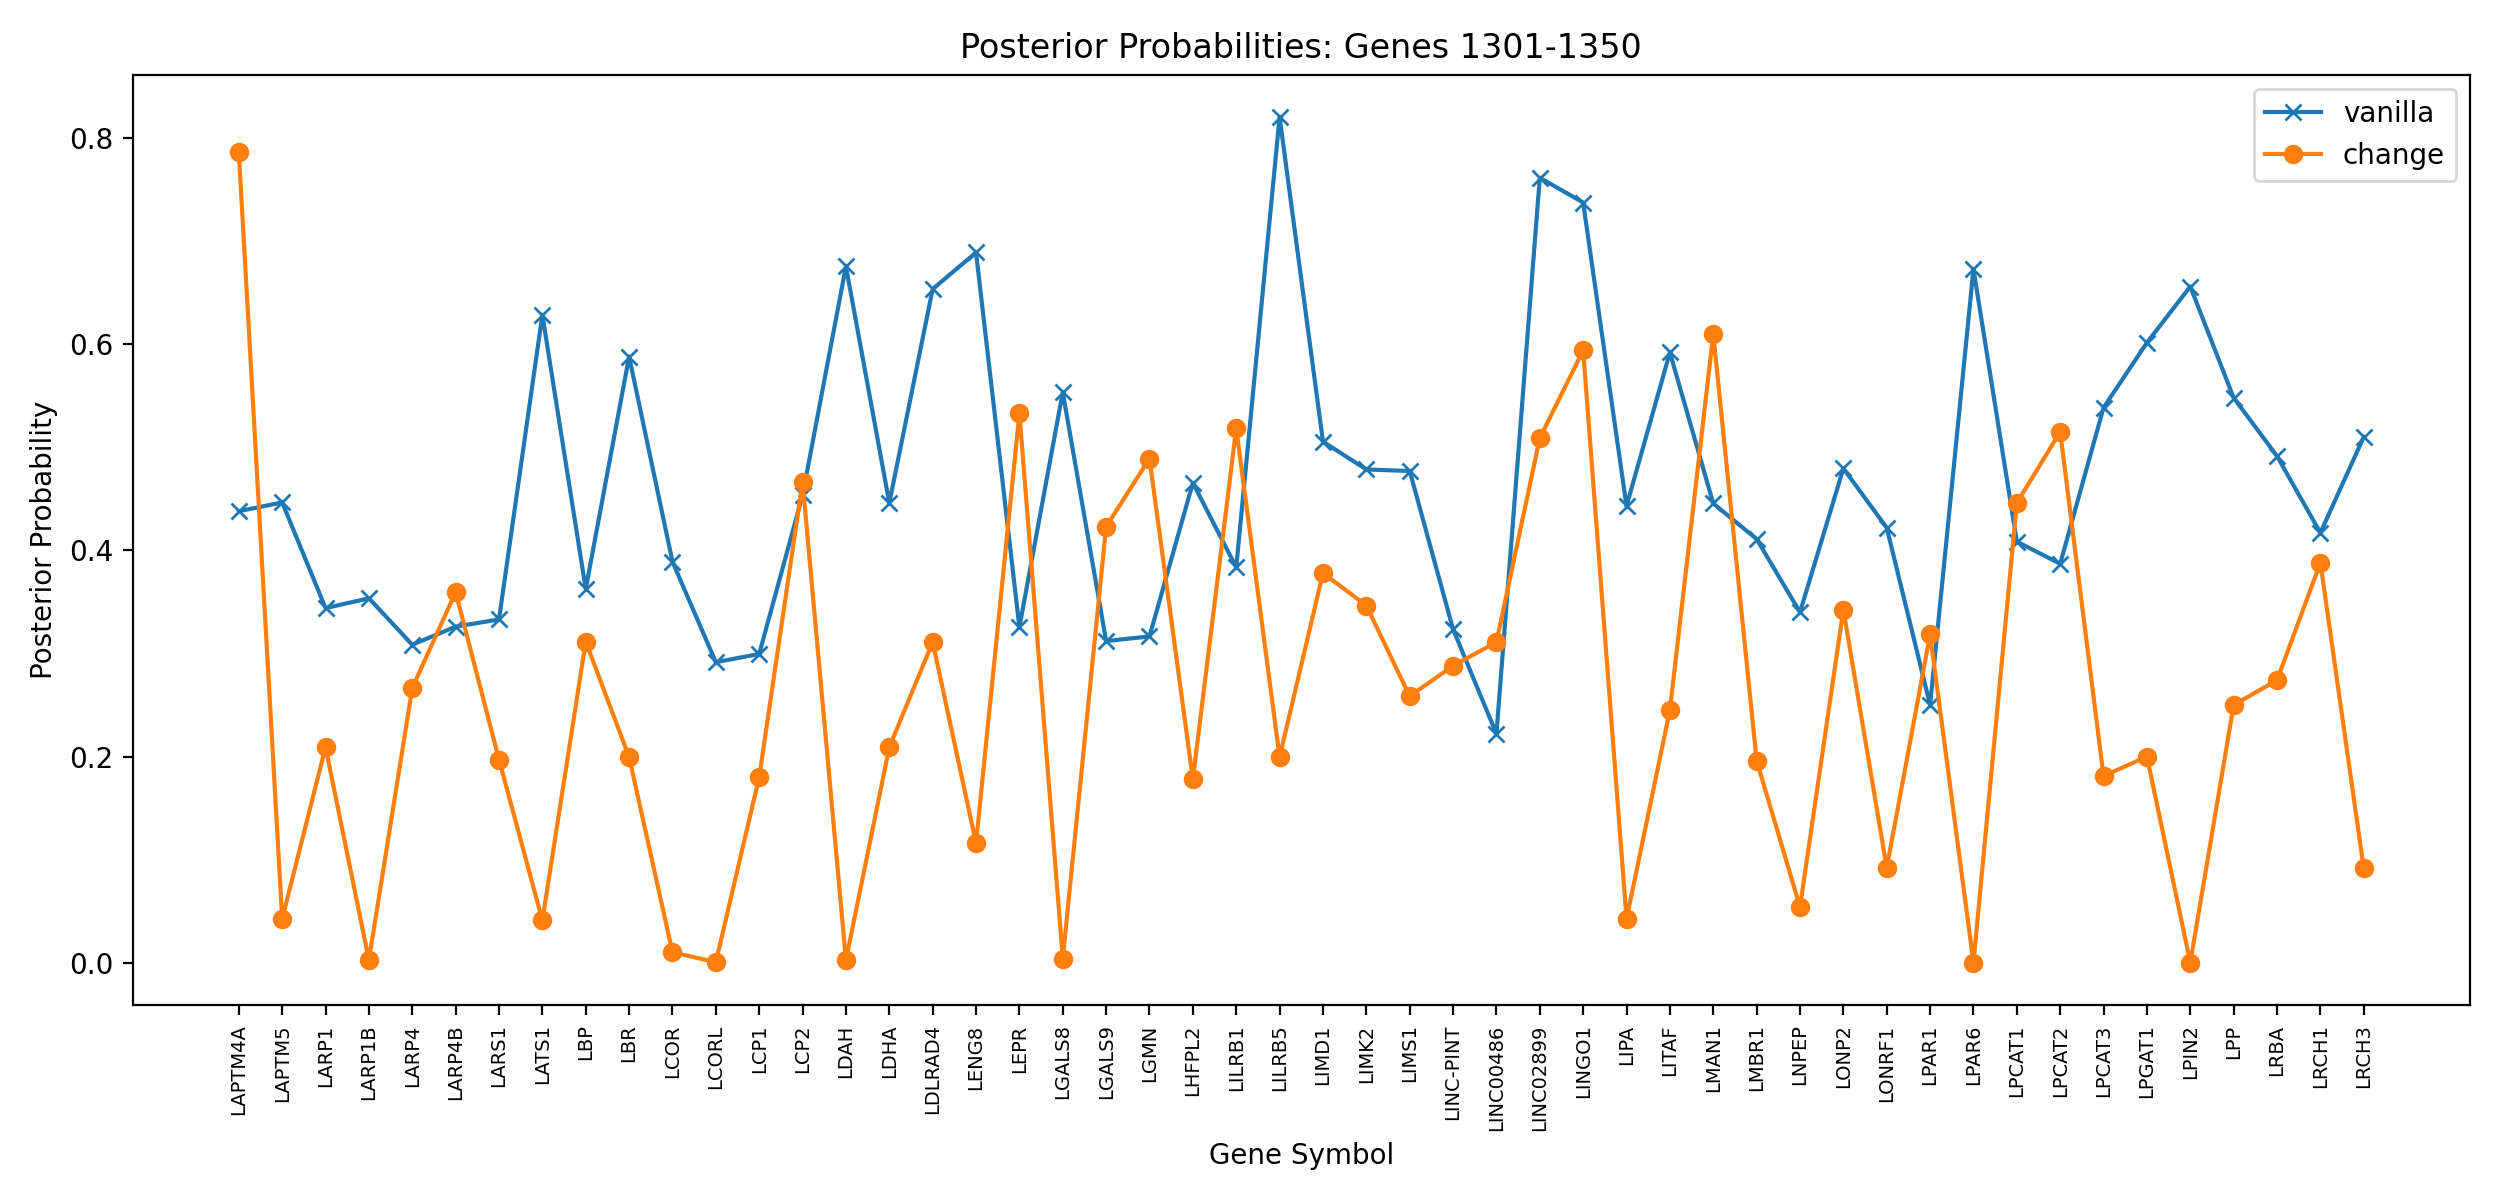 Posterior Probabilities: Genes 1301-1350
vanilla
change
Posterior Probability
0.8
0.6
0.4
0.2
0.0
LAPTM4A
LAPTM5
LARP1
LARP1B
LARP4
LARP4B
LARS1
LATS1
LBP
LBR
LCOR
LCORL
LCP1
LCP2
LDAH
LDHA
LDLRAD4
LENG8
LEPR
LGALS8
LGALS9
LGMN
LHFPL2
LILRB1
LILRB5
LIMD1
LIMK2
LIMS1
LINC-PINT
LINC00486
LINC02899
LINGO1
LIPA
LITAF
LMAN1
LMBR1
LNPEP
LONP2
LONRF1
LPAR1
LPAR6
LPCAT1
LPCAT2
LPCAT3
LPGAT1
LPIN2
LPP
LRBA
LRCH1
LRCH3
Gene Symbol